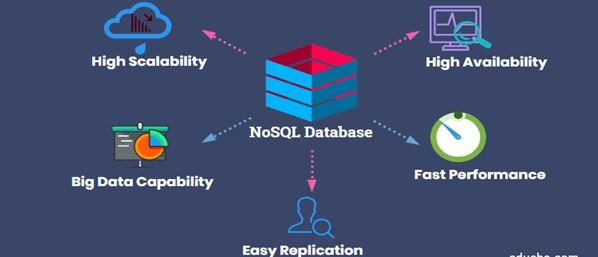 High Scalability
High Availability
NoSQL Database
Big Data Capability
Fast Performance
Easy Replication